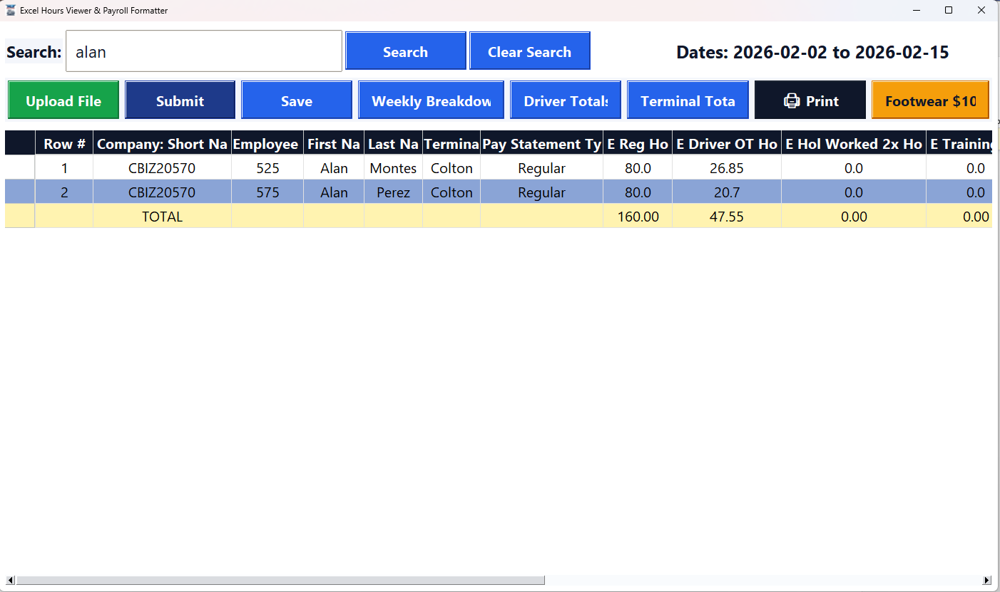 Excel Hours Viewer & Payroll Formatter
Search: alan Search Clear Search Dates: 2026-02-02 to 2026-02-15
Upload File Submit Save Weekly Breakdow Driver Totals Terminal Tota Print Footwear $10
Row # Company: Short Na Employee First Na Last Na Termina Pay Statement Ty E Reg Ho E Driver OT Ho E Hol Worked 2x Ho E Training
1 CBIZ20570 525 Alan Montes Colton Regular 80.0 26.85 0.0 0.0
2 CBIZ20570 575 Alan Perez Colton Regular 80.0 20.7 0.0 0.0
TOTAL 160.00 47.55 0.00 0.00